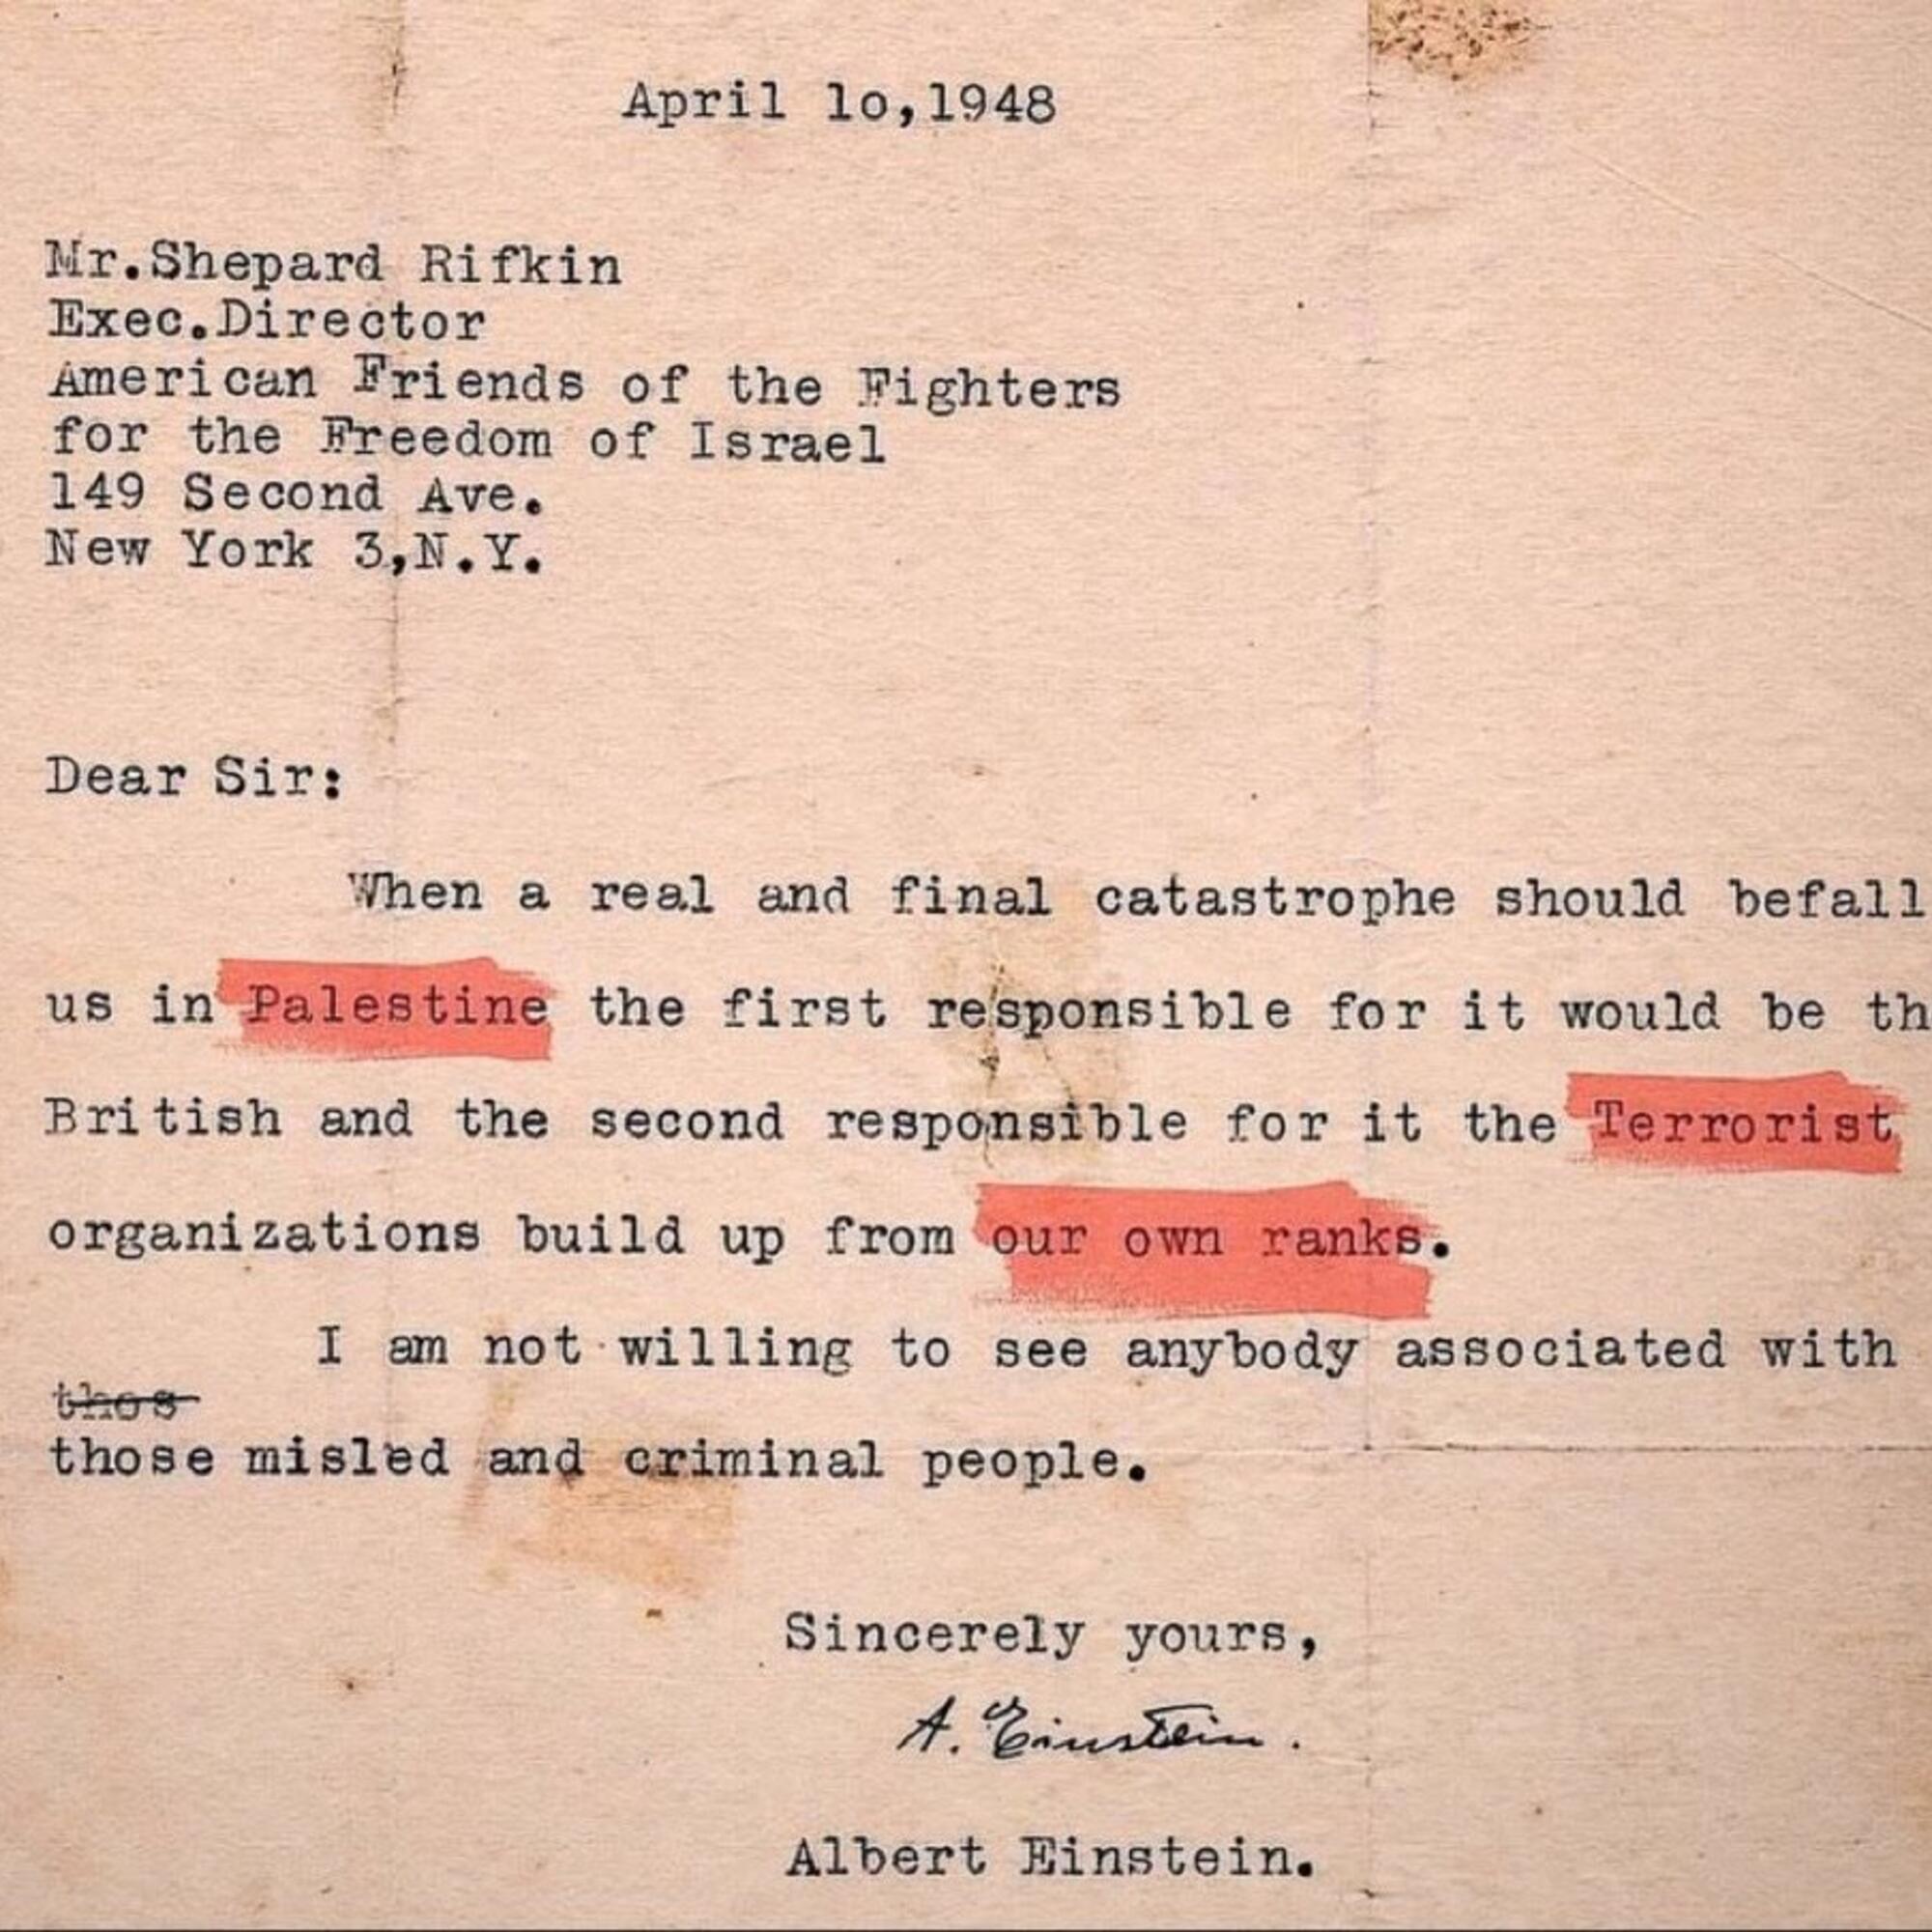 April lo,1948
Mr.Shepard Rifkin
Exec.Director
American Friends of the Fighters
for the Freedom of Israel
149 Second Ave.
New York 3,N.Y.
Dear Sir:
When a real and final catastrophe should befall
us in Palestine the first responsible for it would be th
British and the second responsible for it the Terrorist
organizations build up from our own ranks.
I am not willing to see anybody associated with
thos
those misled and criminal people.
Sincerely yours,
A. Einstein.
Albert Einstein.